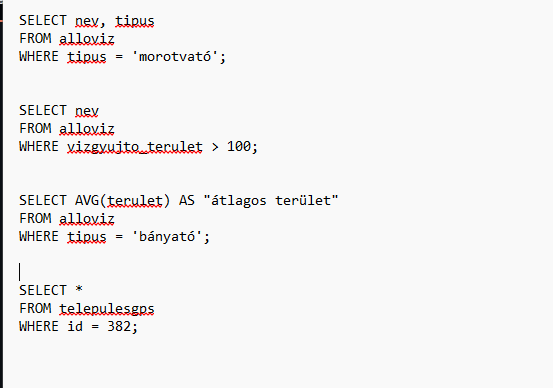 SELECT nev, tipus
FROM alloviz
WHERE tipus = 'morotvató';
SELECT nev
FROM alloviz
WHERE vizgyujto_terulet > 100;
SELECT AVG(terulet) AS "átlagos terület"
FROM alloviz
WHERE tipus = 'bányató';
SELECT *
FROM telepulesgps
WHERE id = 382;